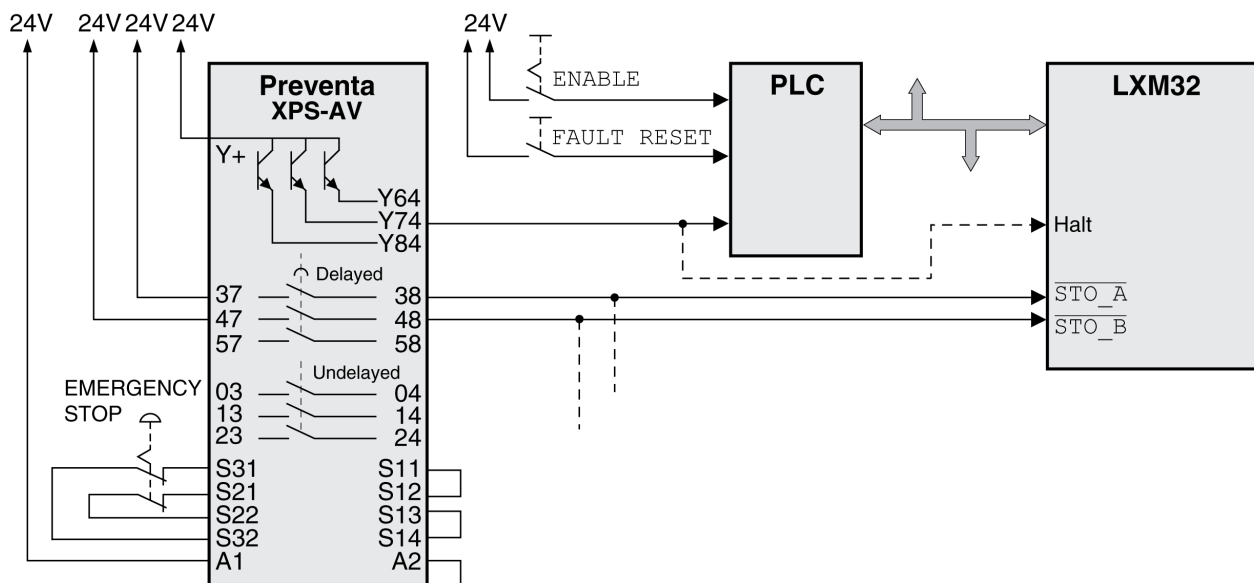 24V 24V 24V 24V 24V
Preventa
XPS-AV
PLC
LXM32
ENABLE
FAULT RESET
Y+
Y64
Y74
Y84
Halt
Delayed
37 38
STO_A
47 48
STO_B
57 58
Undelayed
EMERGENCY
STOP
03 04
13 14
23 24
S31 S11
S21 S12
S22 S13
S32 S14
A1 A2